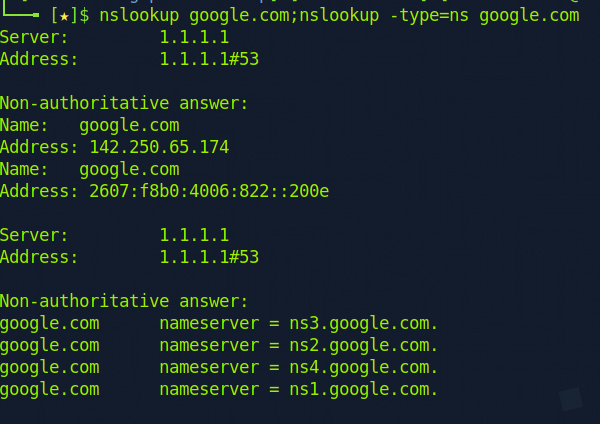 [★]$ nslookup google.com;nslookup -type=ns google.com
Server:         1.1.1.1
Address:        1.1.1.1#53

Non-authoritative answer:
Name:   google.com
Address: 142.250.65.174
Name:   google.com
Address: 2607:f8b0:4006:822::200e

Server:         1.1.1.1
Address:        1.1.1.1#53

Non-authoritative answer:
google.com      nameserver = ns3.google.com.
google.com      nameserver = ns2.google.com.
google.com      nameserver = ns4.google.com.
google.com      nameserver = ns1.google.com.